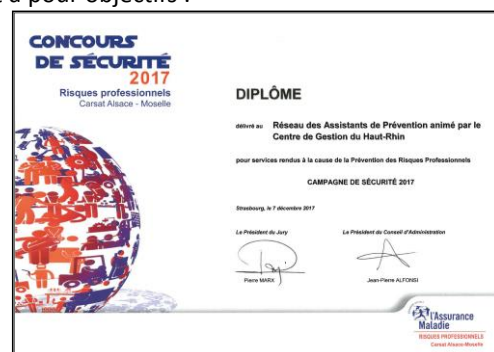 a pour objectifs :
CONCOURS
DE SÉCURITÉ
2017
Risques professionnels
Carsat Alsace - Moselle
DIPLÔME
délivré au Réseau des Assistants de Prévention animé par le
Centre de Gestion du Haut-Rhin
pour services rendus à la cause de la Prévention des Risques Professionnels
CAMPAGNE DE SÉCURITÉ 2017
Strasbourg, le 7 décembre 2017
Le Président du Jury
Le Président du Conseil d'Administration
Pierre MARX
Jean-Pierre ALFONSI
l'Assurance
Maladie
RISQUES PROFESSIONNELS
Carsat Alsace-Moselle